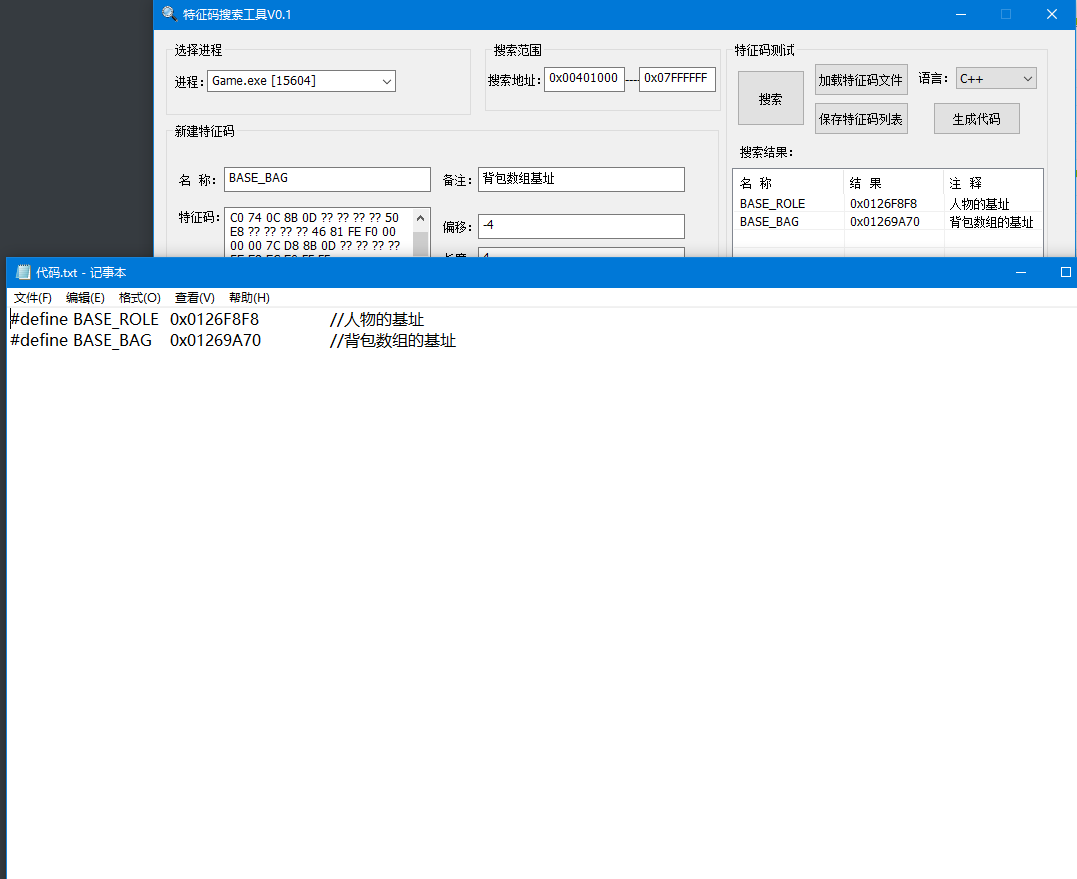 特征码搜索工具V0.1
选择进程
进程: Game.exe [15604]
搜索范围
搜索地址: 0x00401000 ---- 0x07FFFFFF
特征码测试
搜索
加载特征码文件
语言: C++
保存特征码列表
生成代码
新建特征码
名 称: BASE_BAG
备注: 背包数组基址
特征码: C0 74 0C 8B 0D ?? ?? ?? ?? 50
E8 ?? ?? ?? ?? 46 81 FE F0 00
00 00 7C D8 8B 0D ?? ?? ?? ??
偏移: -4
搜索结果:
名 称 结 果 注 释
BASE_ROLE 0x0126F8F8 人物的基址
BASE_BAG 0x01269A70 背包数组的基址
代码.txt - 记事本
文件(F) 编辑(E) 格式(O) 查看(V) 帮助(H)
#define BASE_ROLE 0x0126F8F8 //人物的基址
#define BASE_BAG 0x01269A70 //背包数组的基址